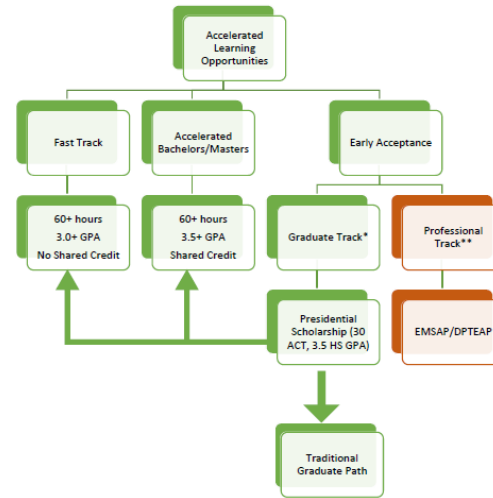 Accelerated
Learning
Opportunities
Fast Track
Accelerated
Bachelors/Masters
Early Acceptance
60+ hours
3.0+ GPA
No Shared Credit
60+ hours
3.5+ GPA
Shared Credit
Graduate Track*
Professional
Track**
Presidential
Scholarship (30
ACT, 3.5 HS GPA)
EMSAP/DPTEAP
Traditional
Graduate Path